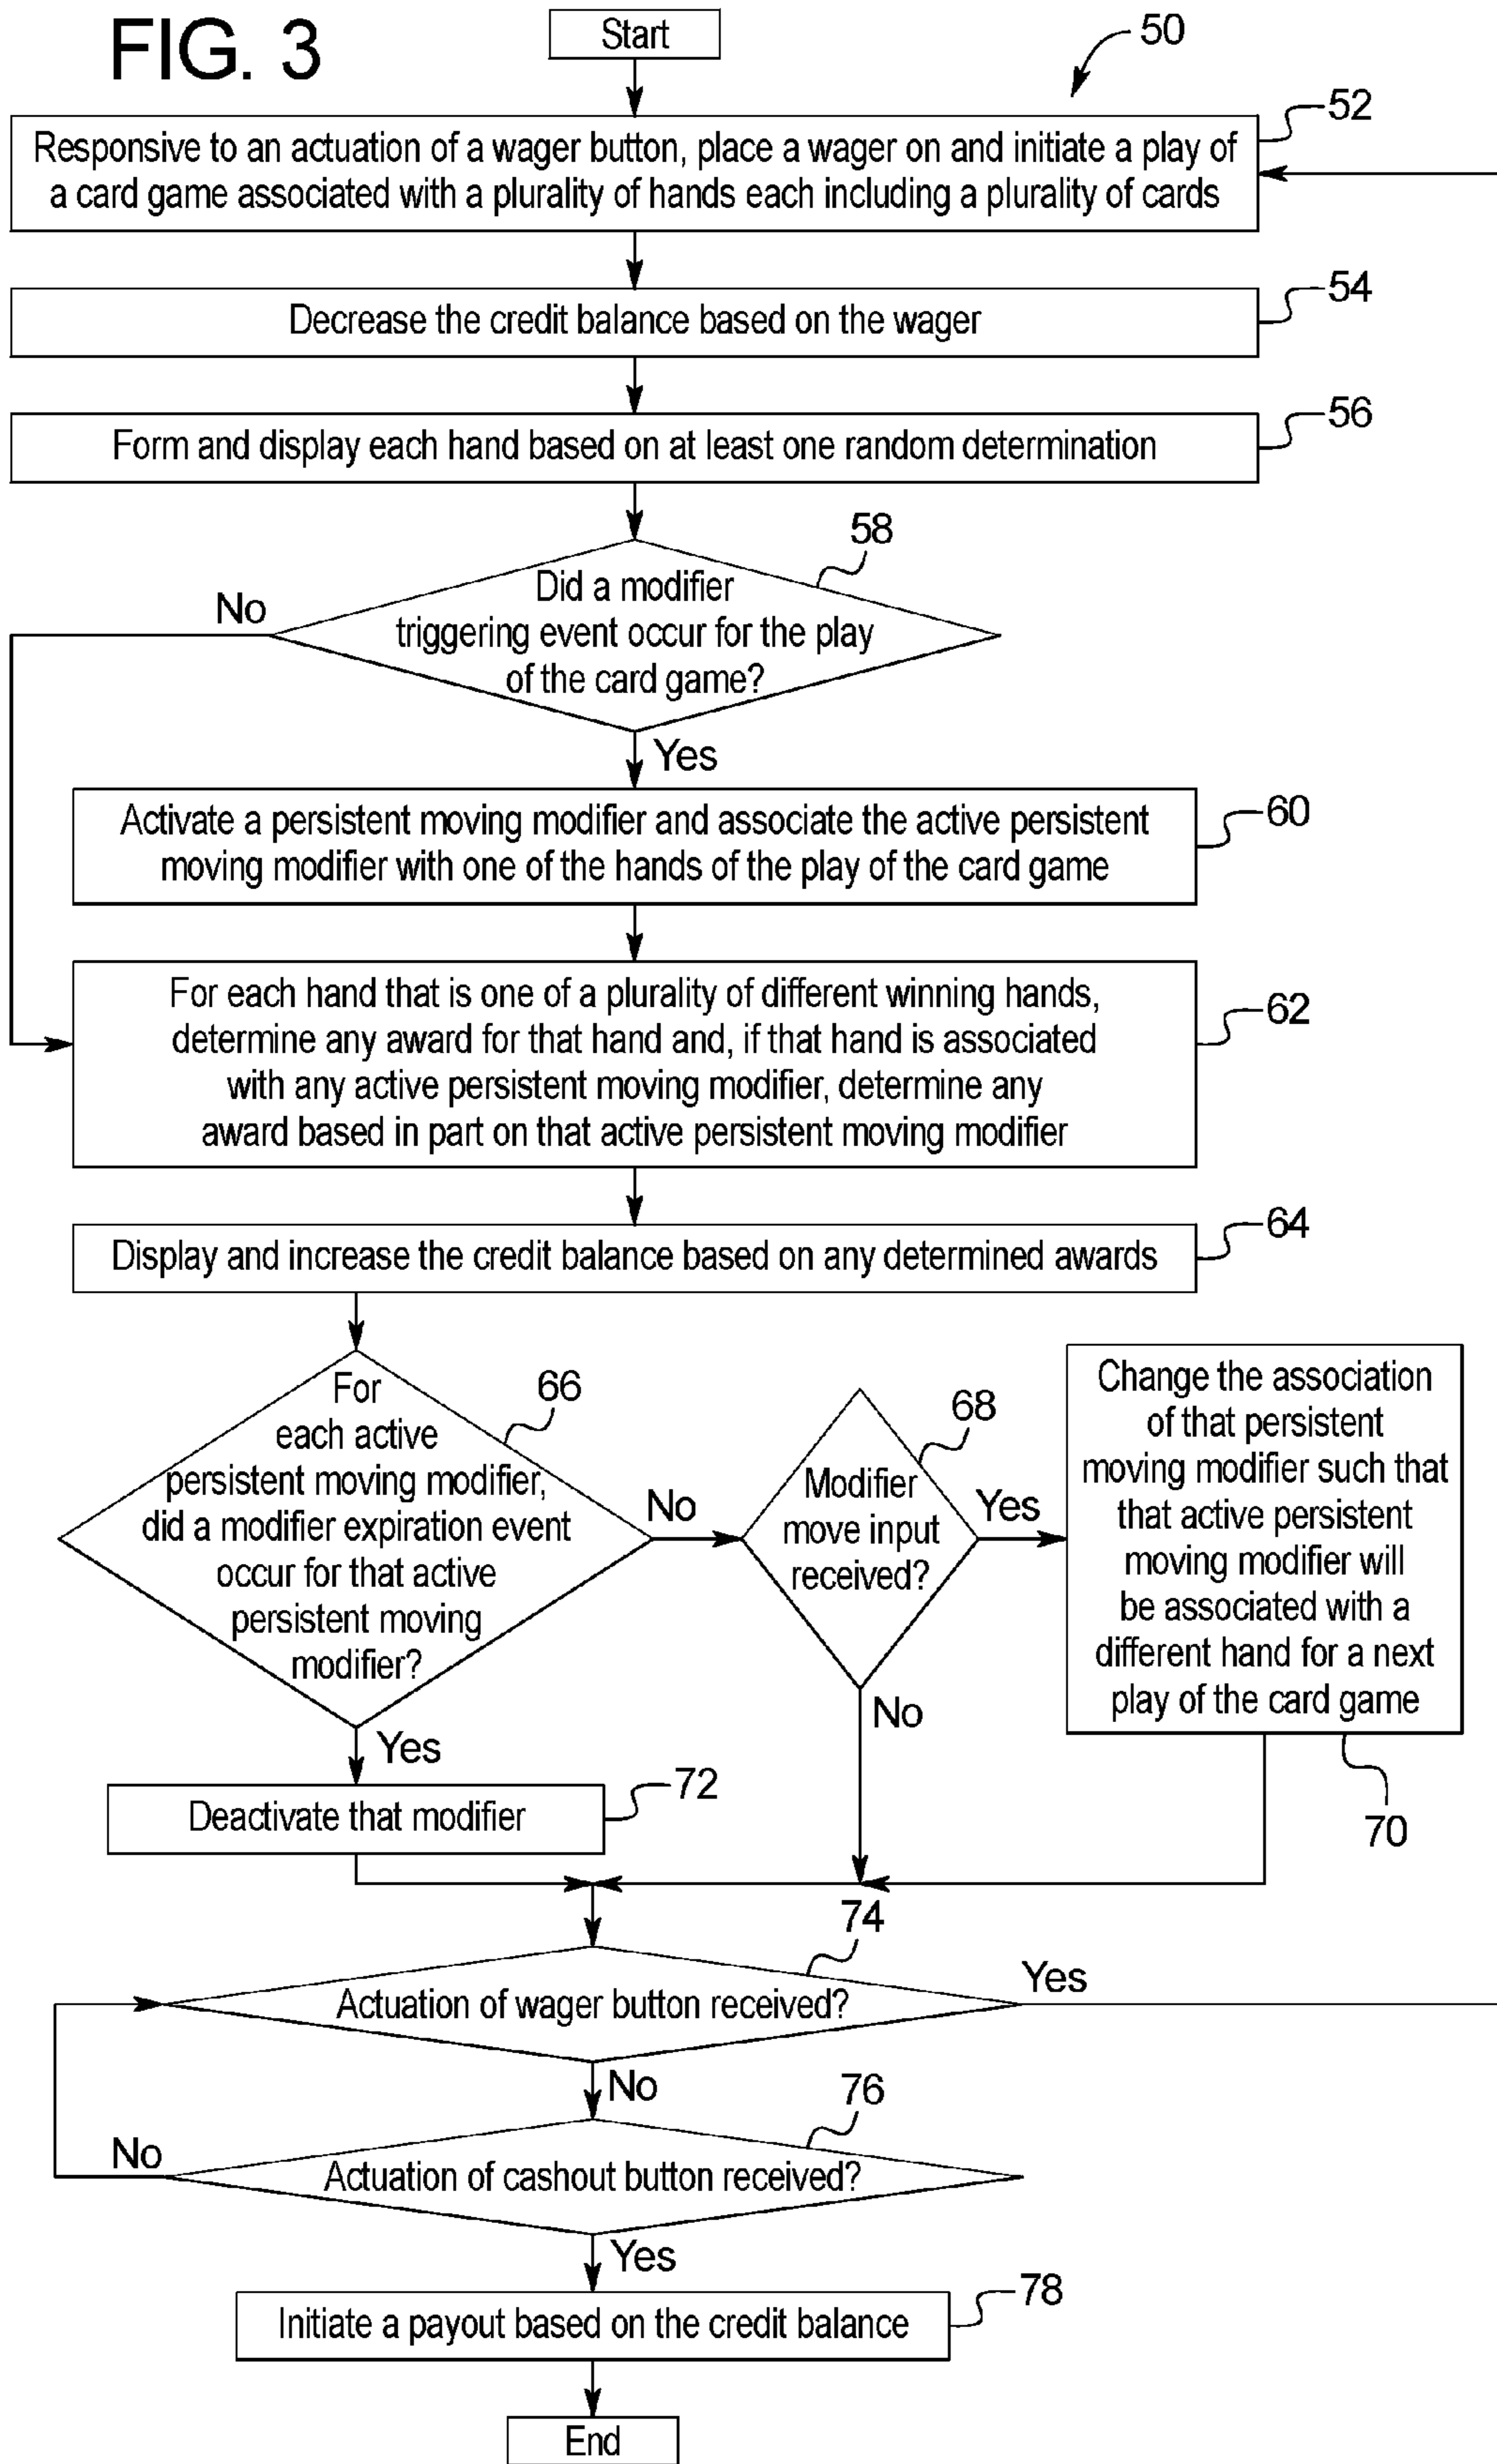 FIG. 3
Start
50
52
Responsive to an actuation of a wager button, place a wager on and initiate a play of
a card game associated with a plurality of hands each including a plurality of cards
54
Decrease the credit balance based on the wager
56
Form and display each hand based on at least one random determination
58
Did a modifier
triggering event occur for the play
of the card game?
No
Yes
60
Activate a persistent moving modifier and associate the active persistent
moving modifier with one of the hands of the play of the card game
62
For each hand that is one of a plurality of different winning hands,
determine any award for that hand and, if that hand is associated
with any active persistent moving modifier, determine any
award based in part on that active persistent moving modifier
64
Display and increase the credit balance based on any determined awards
66
For
each active
persistent moving modifier,
did a modifier expiration event
occur for that active
persistent moving
modifier?
No
Yes
68
Modifier
move input
received?
Yes
No
Change the association
of that persistent
moving modifier such that
that active persistent
moving modifier will
be associated with a
different hand for a next
play of the card game
70
72
Deactivate that modifier
74
Actuation of wager button received?
Yes
No
76
Actuation of cashout button received?
No
Yes
78
Initiate a payout based on the credit balance
End